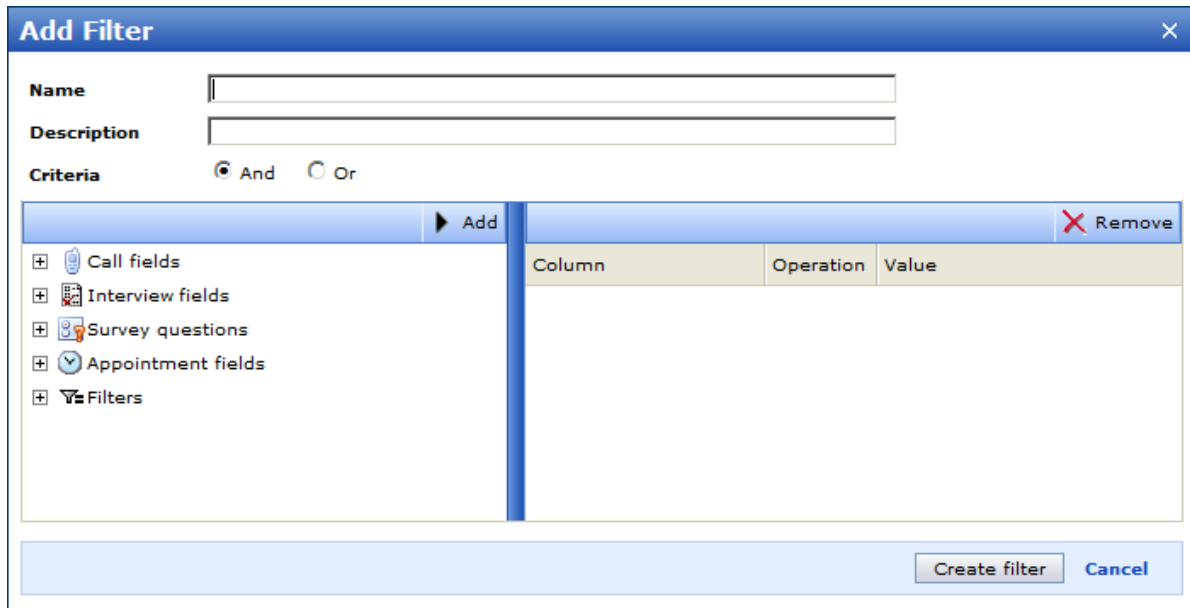 Add Filter
Name
Description
Criteria And Or
Add Remove
Call fields
Column Operation Value
Interview fields
Survey questions
Appointment fields
Filters
Create filter Cancel